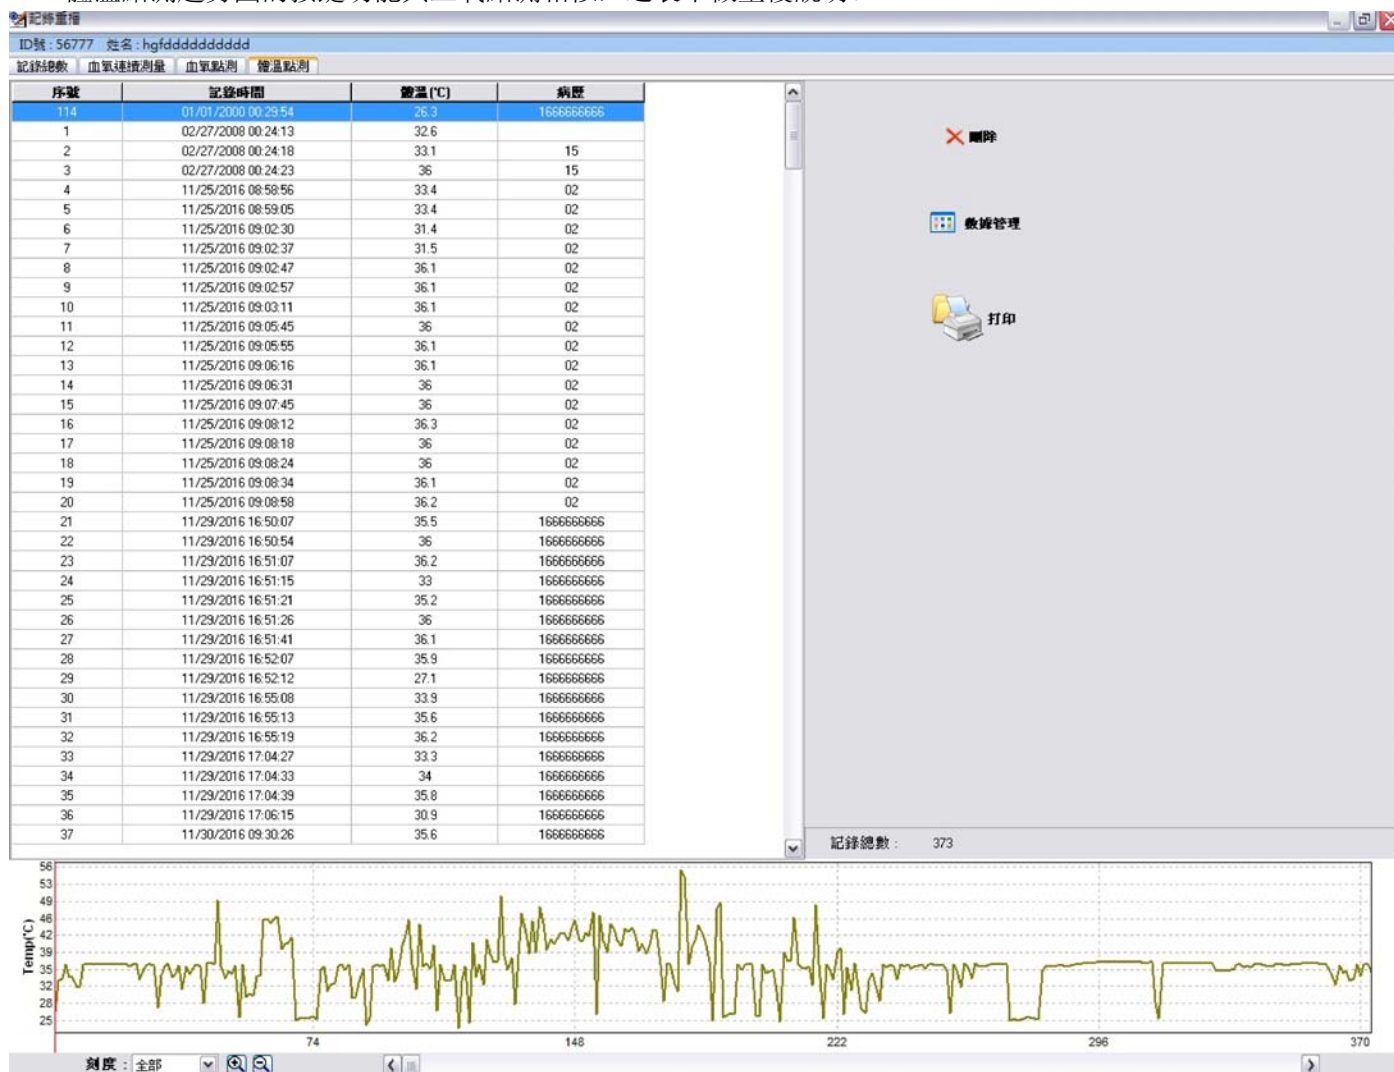 記錄重播
ID號 : 56777 姓名 : hgfdddddddddd
記錄總數 血氧連續測量 血氧點測 體溫點測
序號 記錄時間 體溫(℃) 病歷
114 01/01/2000 00:29:54 26.3 1666666666
1 02/27/2008 00:24:13 32.6
2 02/27/2008 00:24:18 33.1 15
3 02/27/2008 00:24:23 36 15
4 11/25/2016 08:58:56 33.4 02
5 11/25/2016 08:59:05 33.4 02
6 11/25/2016 09:02:30 31.4 02
7 11/25/2016 09:02:37 31.5 02
8 11/25/2016 09:02:47 36.1 02
9 11/25/2016 09:02:57 36.1 02
10 11/25/2016 09:03:11 36.1 02
11 11/25/2016 09:05:45 36 02
12 11/25/2016 09:05:55 36.1 02
13 11/25/2016 09:06:16 36.1 02
14 11/25/2016 09:06:31 36 02
15 11/25/2016 09:07:45 36 02
16 11/25/2016 09:08:12 36.3 02
17 11/25/2016 09:08:18 36 02
18 11/25/2016 09:08:24 36 02
19 11/25/2016 09:08:34 36.1 02
20 11/25/2016 09:08:58 36.2 02
21 11/29/2016 16:50:07 35.5 1666666666
22 11/29/2016 16:50:54 36 1666666666
23 11/29/2016 16:51:07 36.2 1666666666
24 11/29/2016 16:51:15 33 1666666666
25 11/29/2016 16:51:21 35.2 1666666666
26 11/29/2016 16:51:26 36 1666666666
27 11/29/2016 16:51:41 36.1 1666666666
28 11/29/2016 16:52:07 35.9 1666666666
29 11/29/2016 16:52:12 27.1 1666666666
30 11/29/2016 16:55:08 33.9 1666666666
31 11/29/2016 16:55:13 35.6 1666666666
32 11/29/2016 16:55:19 36.2 1666666666
33 11/29/2016 17:04:27 33.3 1666666666
34 11/29/2016 17:04:33 34 1666666666
35 11/29/2016 17:04:39 35.8 1666666666
36 11/29/2016 17:06:15 30.9 1666666666
37 11/30/2016 09:30:26 35.6 1666666666
刪除
數據管理
打印
記錄總數 : 373
Temp(℃)
56
53
49
46
42
39
35
32
28
25
74 148 222 296 370
刻度 : 全部